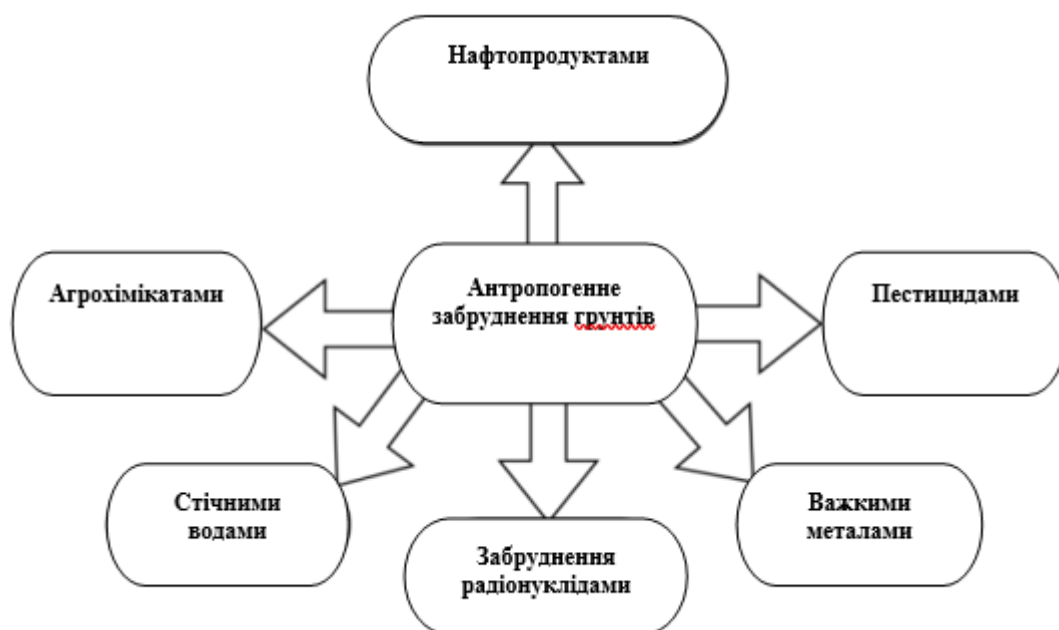 Нафтопродуктами
Агрохімікатами
Антропогенне
забруднення грунтів
Пестицидами
Стічними
водами
Забруднення
радіонуклідами
Важкими
металами